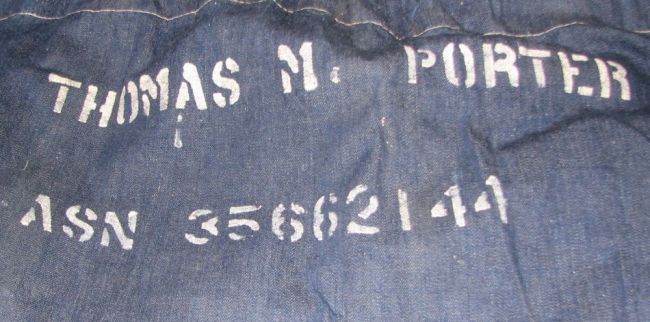 THOMAS M. PORTER
ASN 35662144